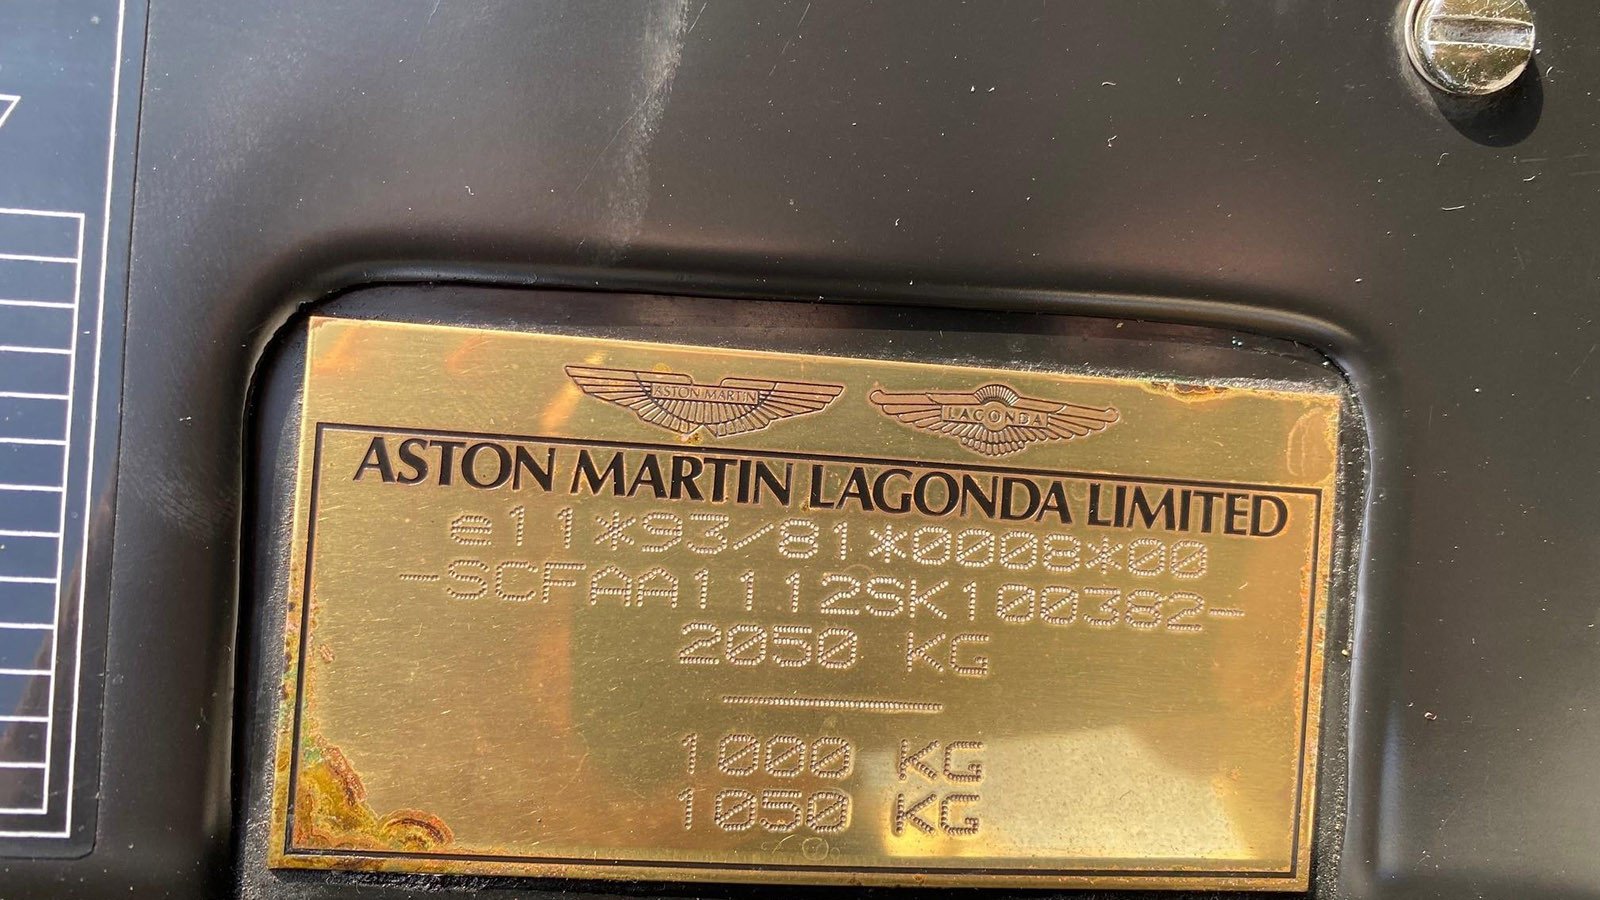 ASTON MARTIN
LAGONDA
ASTON MARTIN LAGONDA LIMITED
e11*93/81*0008*00
-SCFAA1112SK100382-
2050 KG
1000 KG
1050 KG